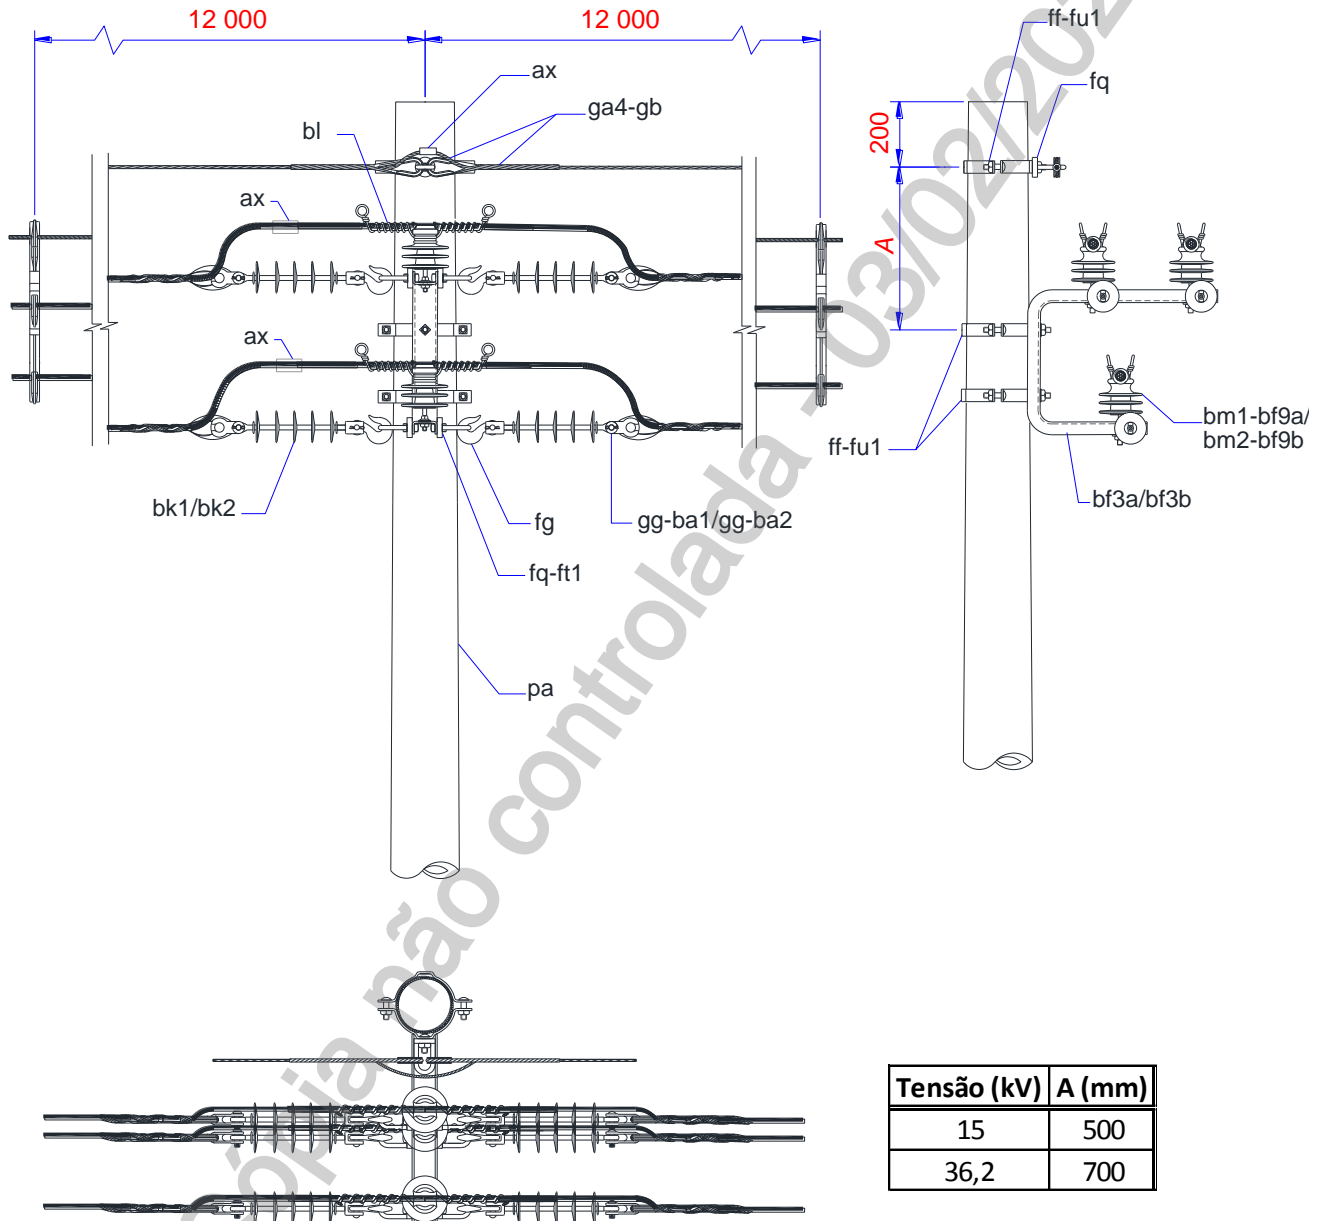 12 000
12 000
ff-fu1
ax
fq
ga4-gb
bl
200
ax
A
ax
bm1-bf9a/
bm2-bf9b
ff-fu1
bk1/bk2
fg
gg-ba1/gg-ba2
bf3a/bf3b
fq-ft1
pa
Tensão (kV) A (mm)
15 500
36,2 700
cópia não controlada - 03/02/202